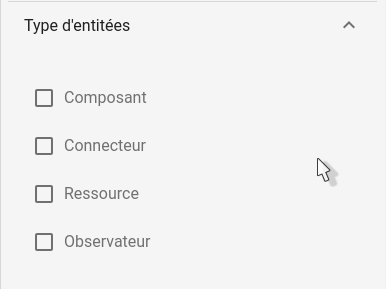 Type d'entitées
Composant
Connecteur
Ressource
Observateur